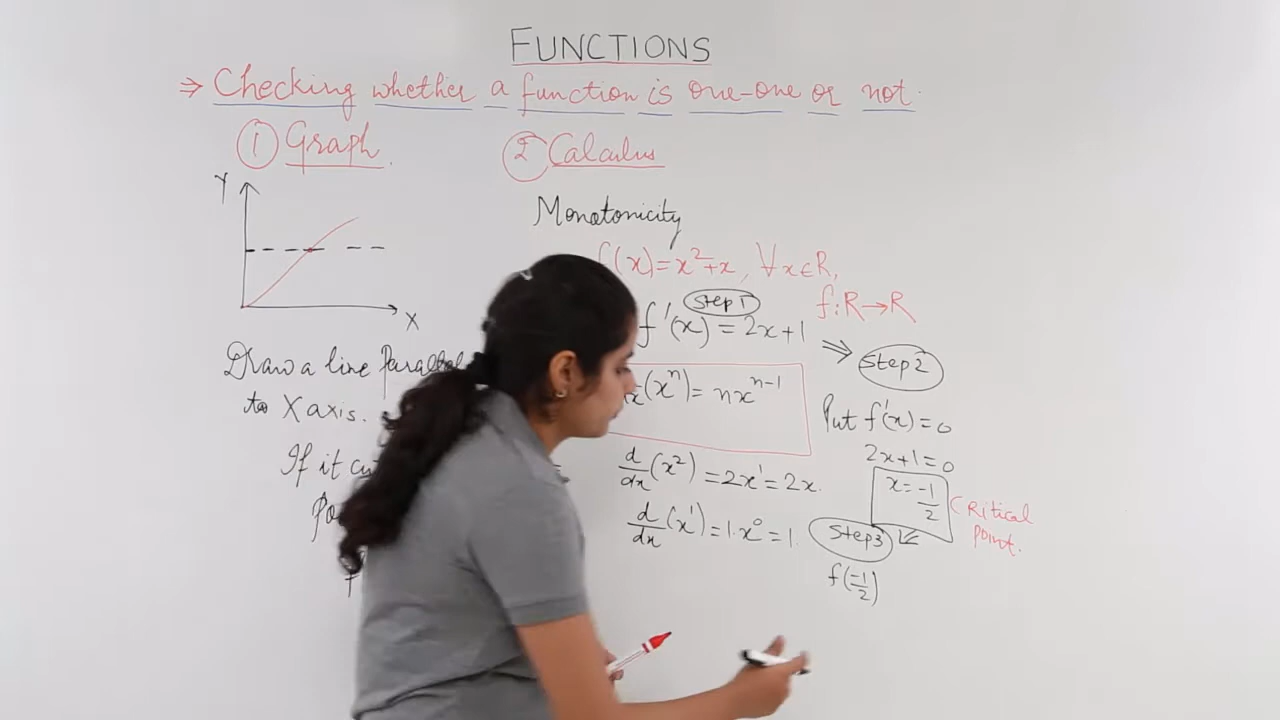 FUNCTIONS
⇒ Checking whether a function is one-one or not.
① Graph.
② Calculus
Y
X
Draw a line Parallel
to X axis.
If it
Monotonicity
f(x)=x²+x, ∀x∈R,
f:R→R
Step 1
f'(x) = 2x+1
⇒ Step 2
(xⁿ) = nxⁿ⁻¹
Put f'(x)=0
2x+1=0
x=-1/2
Critical
point.
d/dx(x²) = 2x¹ = 2x.
d/dx(x¹) = 1·x⁰ = 1.
Step3
f(-1/2)